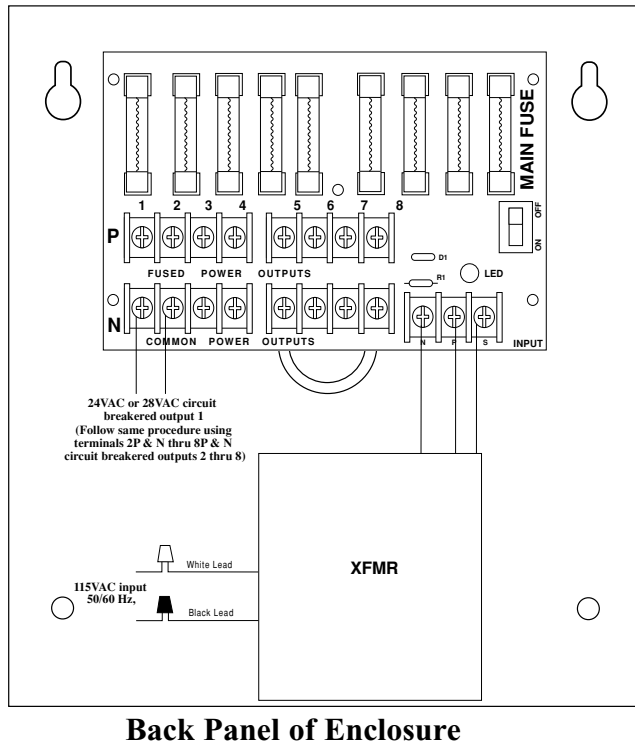 MAIN FUSE
1 2 3 4 5 6 7 8
P
OFF
ON
D1
FUSED POWER OUTPUTS
R1
LED
N
N P S
COMMON POWER OUTPUTS
INPUT
24VAC or 28VAC circuit
breakered output 1
(Follow same procedure using
terminals 2P & N thru 8P & N
circuit breakered outputs 2 thru 8)
XFMR
White Lead
115VAC input
50/60 Hz,
Black Lead
Back Panel of Enclosure